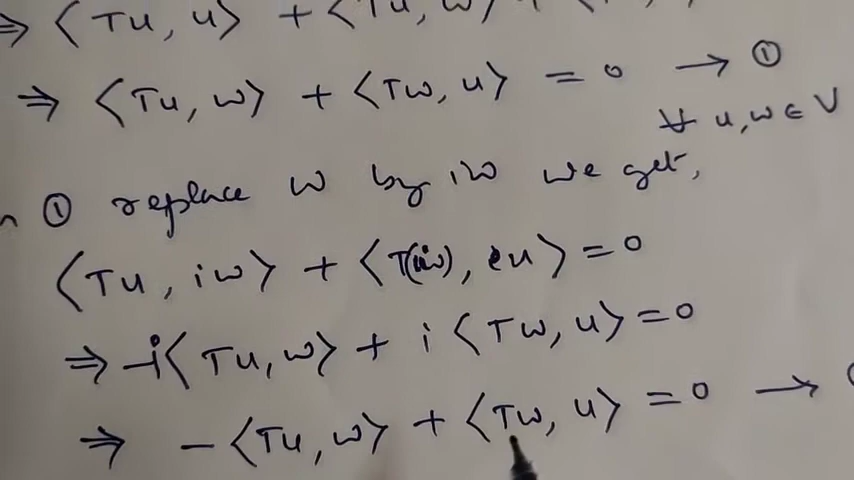 ⇒ ⟨Tu, u⟩ + ⟨Tu, w⟩ +
⇒ ⟨Tu, w⟩ + ⟨Tw, u⟩ = 0 → ①
∀ u, w ∈ V
① replace w by iw we get,
⟨Tu, iw⟩ + ⟨T(iw), u⟩ = 0
⇒ -i⟨Tu, w⟩ + i⟨Tw, u⟩ = 0
⇒ -⟨Tu, w⟩ + ⟨Tw, u⟩ = 0 →